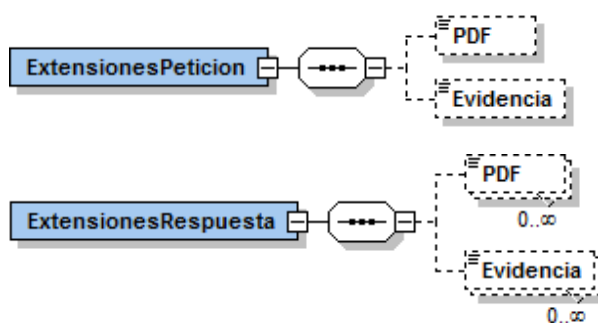 PDF
ExtensionesPeticion
Evidencia
PDF
0..∞
ExtensionesRespuesta
Evidencia
0..∞